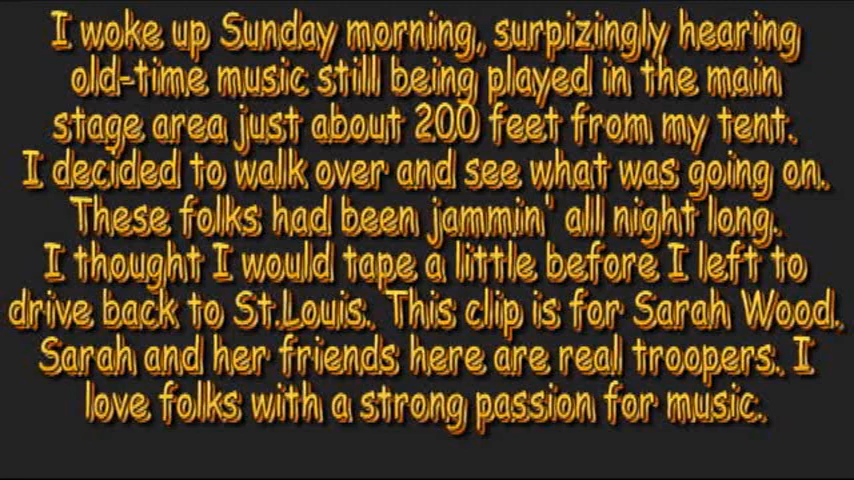 I woke up Sunday morning, surpizingly hearing
old-time music still being played in the main
stage area just about 200 feet from my tent.
I decided to walk over and see what was going on.
These folks had been jammin' all night long.
I thought I would tape a little before I left to
drive back to St.Louis. This clip is for Sarah Wood.
Sarah and her friends here are real troopers. I
love folks with a strong passion for music.